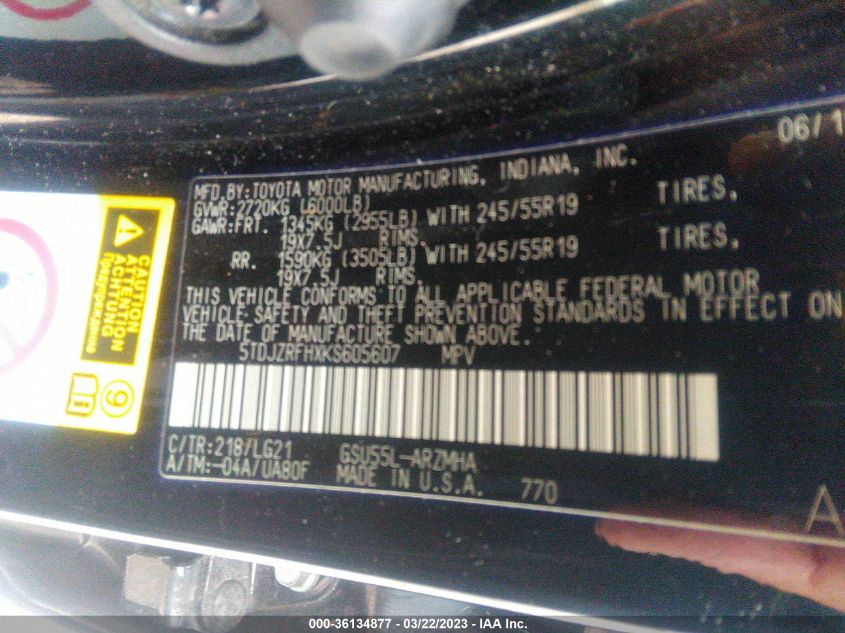 06/1
MFD. BY: TOYOTA MOTOR MANUFACTURING, INDIANA, INC.
GVWR: 2720KG (6000LB)
GAWR: FRT. 1345KG (2955LB) WITH 245/55R19 TIRES,
19X7.5J RIMS.
RR. 1590KG (3505LB) WITH 245/55R19 TIRES,
19X7.5J RIMS.
THIS VEHICLE CONFORMS TO ALL APPLICABLE FEDERAL MOTOR
VEHICLE SAFETY AND THEFT PREVENTION STANDARDS IN EFFECT ON
THE DATE OF MANUFACTURE SHOWN ABOVE.
5TDJZRFHXKS605607 MPV
C/TR: 218/LG21 GSU55L-ARZMHA
A/TM: -04A/UA80F MADE IN U.S.A. 770
A
CAUTION
ATTENTION
ACHTUNG
Предупреждение
9
000-36134877 - 03/22/2023 - IAA Inc.